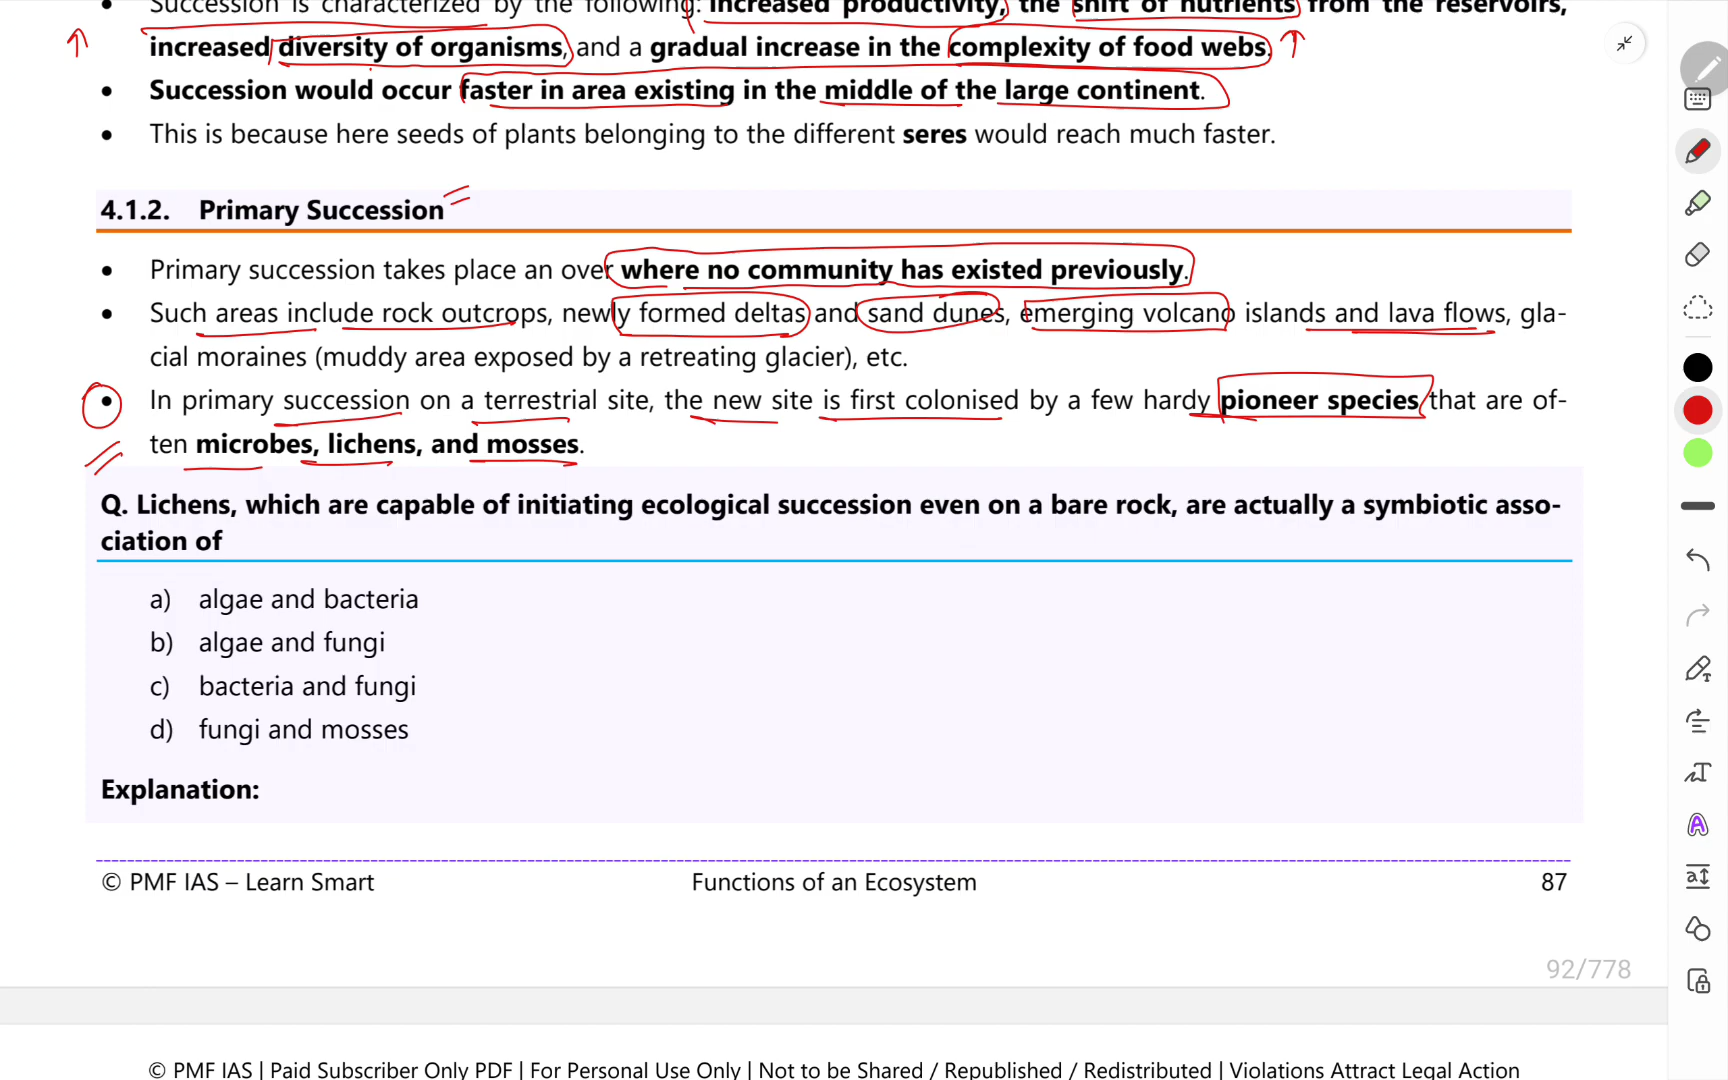 Succession is characterized by the following: increased productivity, the shift of nutrients from the reservoirs,
increased diversity of organisms, and a gradual increase in the complexity of food webs.
• Succession would occur faster in area existing in the middle of the large continent.
• This is because here seeds of plants belonging to the different seres would reach much faster.
4.1.2. Primary Succession
• Primary succession takes place an over where no community has existed previously.
• Such areas include rock outcrops, newly formed deltas and sand dunes, emerging volcano islands and lava flows, gla-
cial moraines (muddy area exposed by a retreating glacier), etc.
• In primary succession on a terrestrial site, the new site is first colonised by a few hardy pioneer species that are of-
ten microbes, lichens, and mosses.
Q. Lichens, which are capable of initiating ecological succession even on a bare rock, are actually a symbiotic asso-
ciation of
a) algae and bacteria
b) algae and fungi
c) bacteria and fungi
d) fungi and mosses
Explanation:
© PMF IAS – Learn Smart Functions of an Ecosystem 87
92/778
© PMF IAS | Paid Subscriber Only PDF | For Personal Use Only | Not to be Shared / Republished / Redistributed | Violations Attract Legal Action